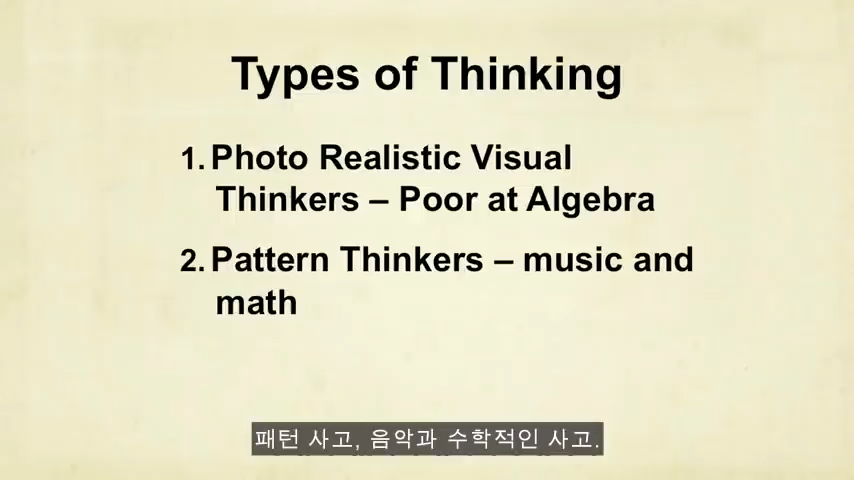 Types of Thinking
1. Photo Realistic Visual
Thinkers – Poor at Algebra
2. Pattern Thinkers – music and
math
패턴 사고, 음악과 수학적인 사고.